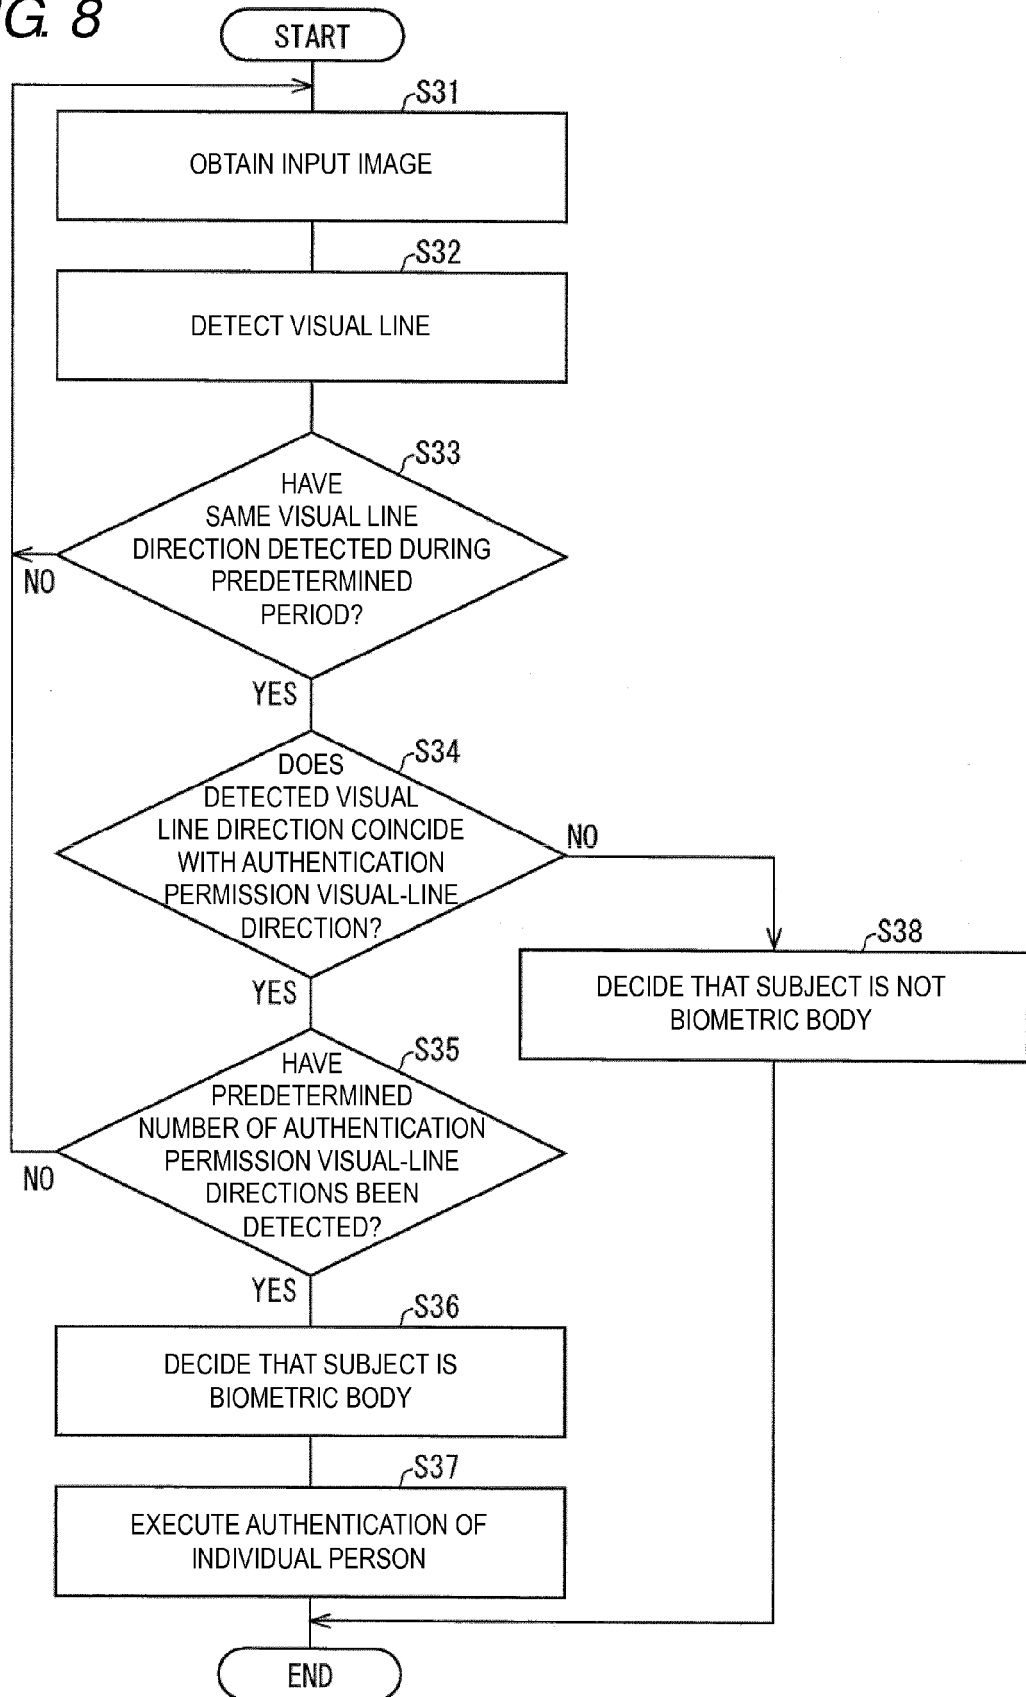 G. 8
START
S31
OBTAIN INPUT IMAGE
S32
DETECT VISUAL LINE
S33
HAVE
SAME VISUAL LINE
DIRECTION DETECTED DURING
PREDETERMINED
PERIOD?
NO
YES
S34
DOES
DETECTED VISUAL
LINE DIRECTION COINCIDE
WITH AUTHENTICATION
PERMISSION VISUAL-LINE
DIRECTION?
NO
YES
S38
DECIDE THAT SUBJECT IS NOT
BIOMETRIC BODY
S35
HAVE
PREDETERMINED
NUMBER OF AUTHENTICATION
PERMISSION VISUAL-LINE
DIRECTIONS BEEN
DETECTED?
NO
YES
S36
DECIDE THAT SUBJECT IS
BIOMETRIC BODY
S37
EXECUTE AUTHENTICATION OF
INDIVIDUAL PERSON
END